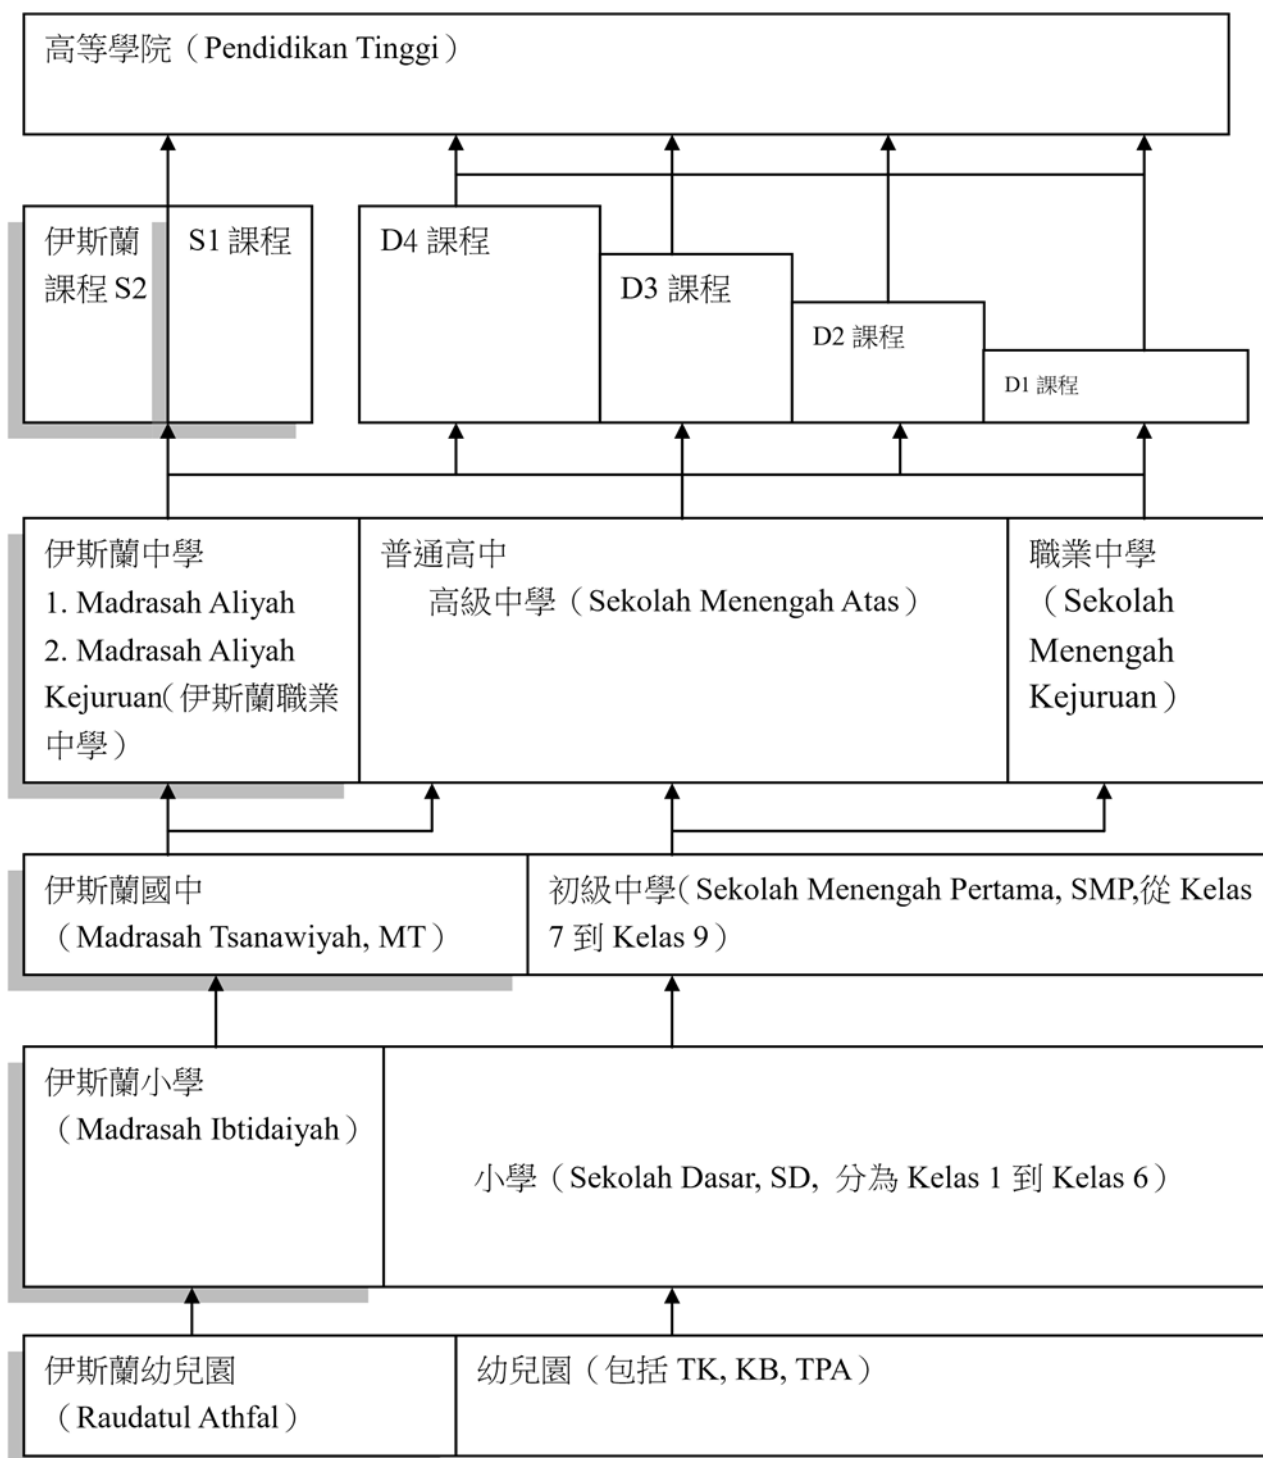 高等學院（Pendidikan Tinggi）
伊斯蘭
課程 S2
S1 課程
D4 課程
D3 課程
D2 課程
D1 課程
伊斯蘭中學
1. Madrasah Aliyah
2. Madrasah Aliyah
Kejuruan（伊斯蘭職業
中學）
普通高中
高級中學（Sekolah Menengah Atas）
職業中學
（Sekolah
Menengah
Kejuruan）
伊斯蘭國中
（Madrasah Tsanawiyah, MT）
初級中學（Sekolah Menengah Pertama, SMP,從 Kelas
7 到 Kelas 9）
伊斯蘭小學
（Madrasah Ibtidaiyah）
小學（Sekolah Dasar, SD, 分為 Kelas 1 到 Kelas 6）
伊斯蘭幼兒園
（Raudatul Athfal）
幼兒園（包括 TK, KB, TPA）